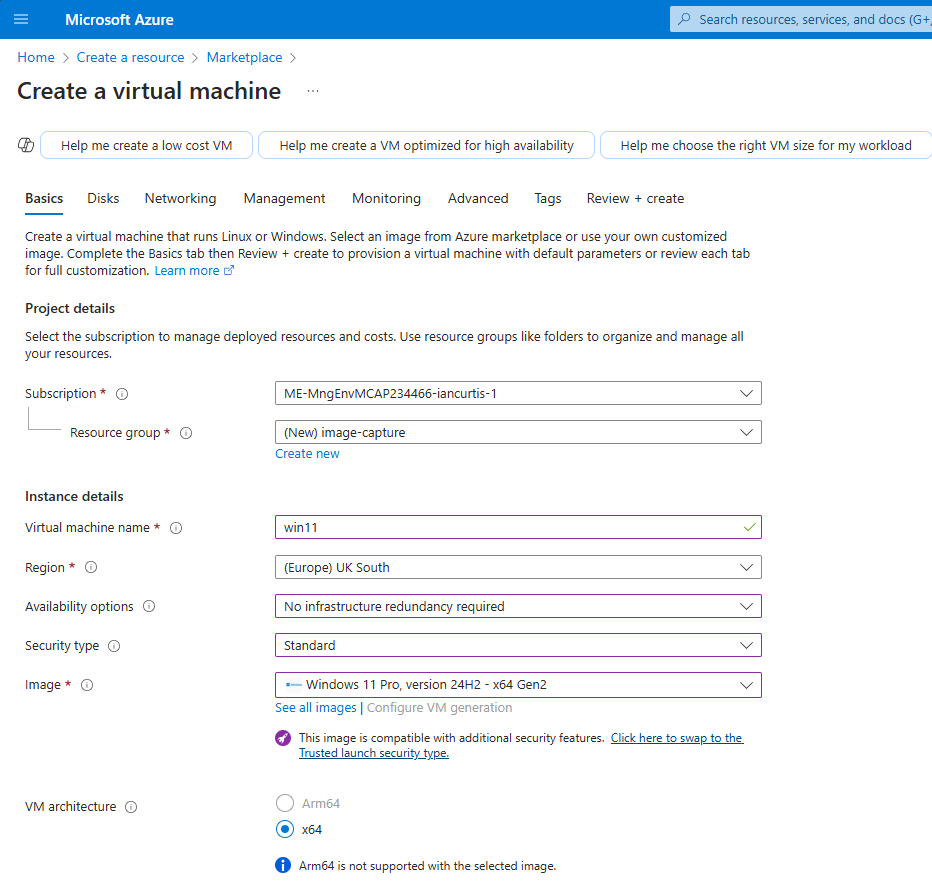 Microsoft Azure
Search resources, services, and docs (G+/
Home > Create a resource > Marketplace >
Create a virtual machine ...
Help me create a low cost VM
Help me create a VM optimized for high availability
Help me choose the right VM size for my workload
Basics Disks Networking Management Monitoring Advanced Tags Review + create
Create a virtual machine that runs Linux or Windows. Select an image from Azure marketplace or use your own customized
image. Complete the Basics tab then Review + create to provision a virtual machine with default parameters or review each tab
for full customization. Learn more
Project details
Select the subscription to manage deployed resources and costs. Use resource groups like folders to organize and manage all
your resources.
Subscription * ME-MngEnvMCAP234466-iancurtis-1
Resource group * (New) image-capture
Create new
Instance details
Virtual machine name * win11
Region * (Europe) UK South
Availability options No infrastructure redundancy required
Security type Standard
Image * Windows 11 Pro, version 24H2 - x64 Gen2
See all images | Configure VM generation
This image is compatible with additional security features. Click here to swap to the
Trusted launch security type.
VM architecture
Arm64
x64
Arm64 is not supported with the selected image.